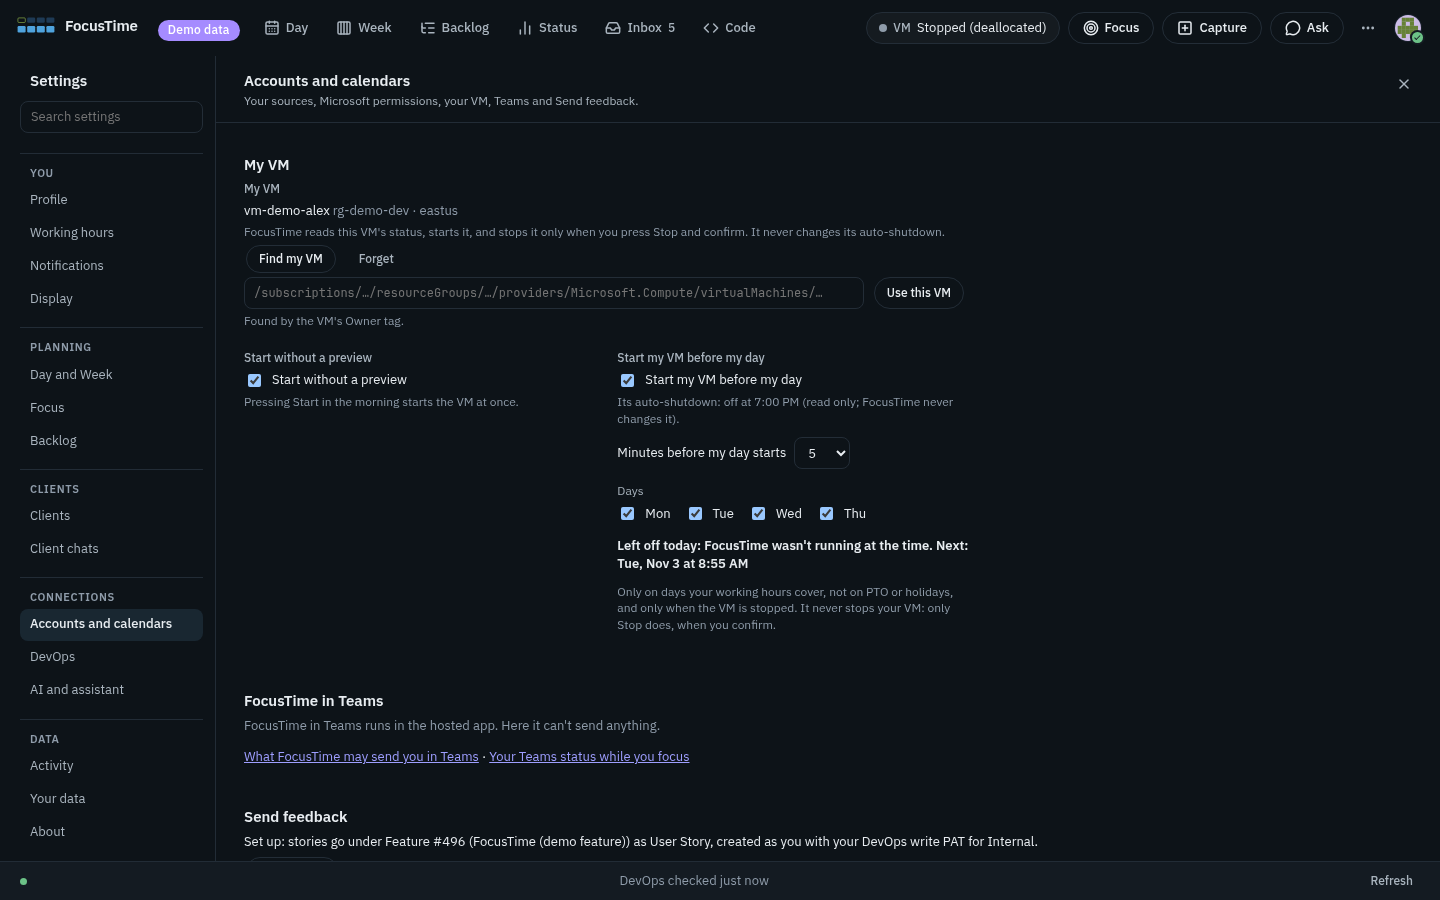 FocusTime
Demo data
Day
Week
Backlog
Status
Inbox 5
Code
VM Stopped (deallocated)
Focus
Capture
Ask
Settings
Search settings
YOU
Profile
Working hours
Notifications
Display
PLANNING
Day and Week
Focus
Backlog
CLIENTS
Clients
Client chats
CONNECTIONS
Accounts and calendars
DevOps
AI and assistant
DATA
Activity
Your data
About
Accounts and calendars
Your sources, Microsoft permissions, your VM, Teams and Send feedback.
My VM
My VM
vm-demo-alex rg-demo-dev · eastus
FocusTime reads this VM's status, starts it, and stops it only when you press Stop and confirm. It never changes its auto-shutdown.
Find my VM
Forget
/subscriptions/…/resourceGroups/…/providers/Microsoft.Compute/virtualMachines/…
Use this VM
Found by the VM's Owner tag.
Start without a preview
Start without a preview
Pressing Start in the morning starts the VM at once.
Start my VM before my day
Start my VM before my day
Its auto-shutdown: off at 7:00 PM (read only; FocusTime never
changes it).
Minutes before my day starts 5
Days
Mon Tue Wed Thu
Left off today: FocusTime wasn't running at the time. Next:
Tue, Nov 3 at 8:55 AM
Only on days your working hours cover, not on PTO or holidays,
and only when the VM is stopped. It never stops your VM: only
Stop does, when you confirm.
FocusTime in Teams
FocusTime in Teams runs in the hosted app. Here it can't send anything.
What FocusTime may send you in Teams · Your Teams status while you focus
Send feedback
Set up: stories go under Feature #496 (FocusTime (demo feature)) as User Story, created as you with your DevOps write PAT for Internal.
DevOps checked just now
Refresh